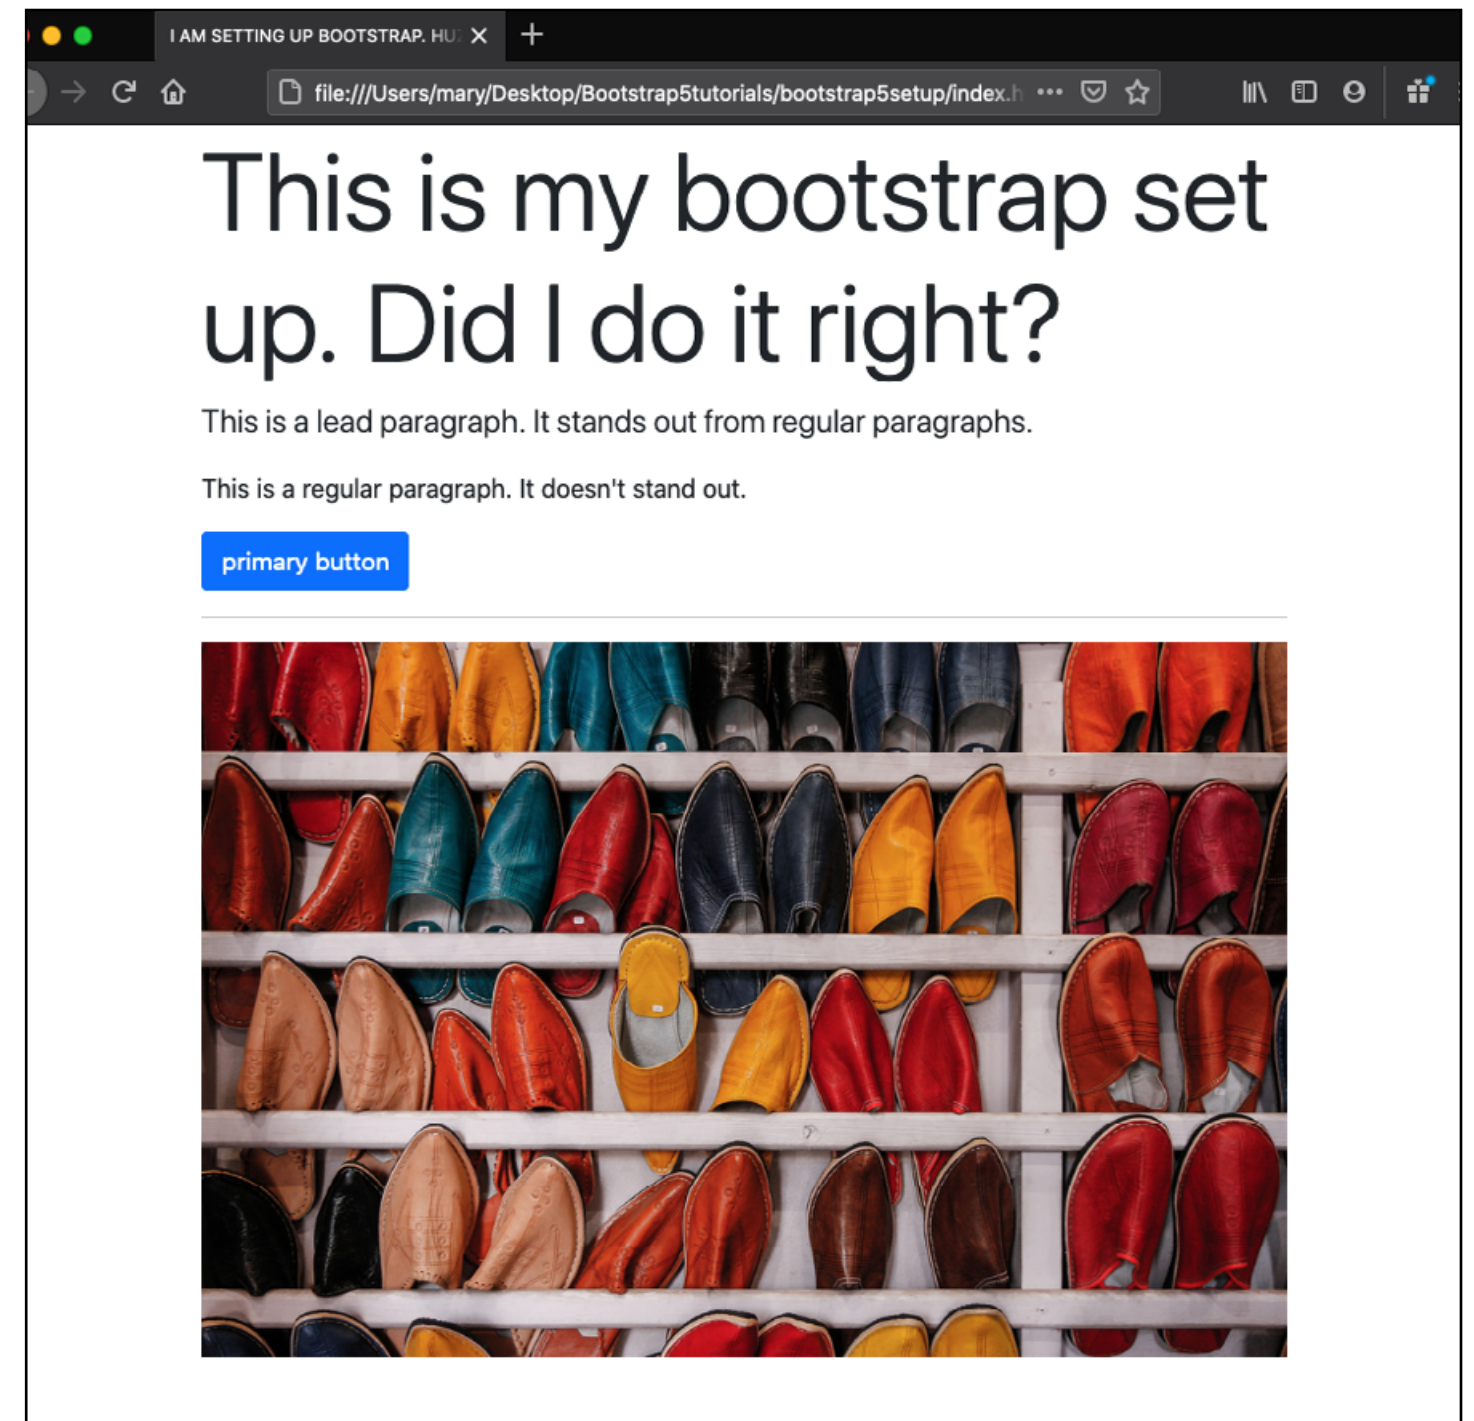 I AM SETTING UP BOOTSTRAP. HU
file:///Users/mary/Desktop/Bootstrap5tutorials/bootstrap5setup/index.h
This is my bootstrap set
up. Did I do it right?
This is a lead paragraph. It stands out from regular paragraphs.
This is a regular paragraph. It doesn't stand out.
primary button